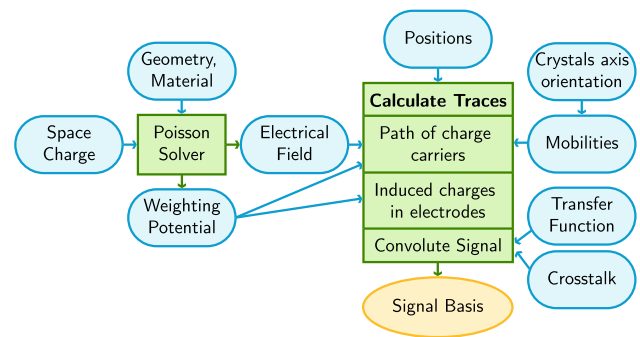 Positions
Geometry,
Material
Crystals axis
orientation
Calculate Traces
Space
Charge
Poisson
Solver
Electrical
Field
Path of charge
carriers
Mobilities
Weighting
Potential
Induced charges
in electrodes
Transfer
Function
Convolute Signal
Crosstalk
Signal Basis